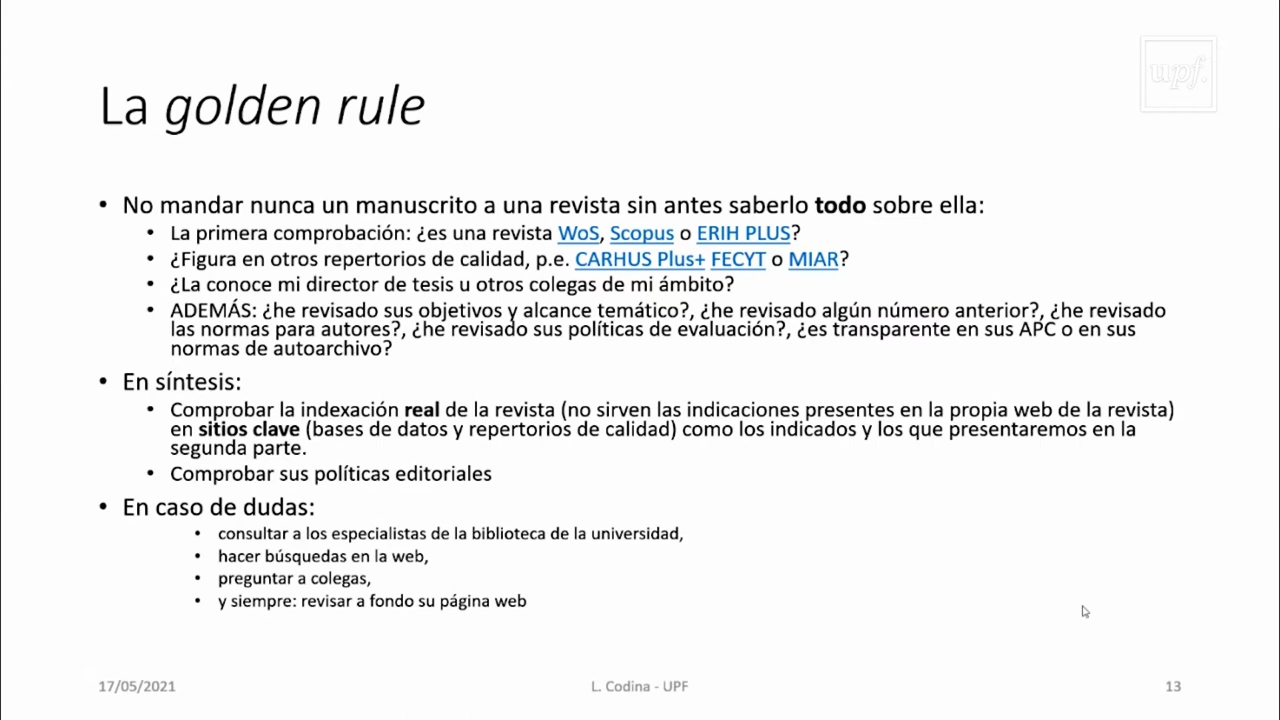 upf.
La golden rule
• No mandar nunca un manuscrito a una revista sin antes saberlo todo sobre ella:
• La primera comprobación: ¿es una revista WoS, Scopus o ERIH PLUS?
• ¿Figura en otros repertorios de calidad, p.e. CARHUS Plus+ FECYT o MIAR?
• ¿La conoce mi director de tesis u otros colegas de mi ámbito?
• ADEMÁS: ¿he revisado sus objetivos y alcance temático?, ¿he revisado algún número anterior?, ¿he revisado
las normas para autores?, ¿he revisado sus políticas de evaluación?, ¿es transparente en sus APC o en sus
normas de autoarchivo?
• En síntesis:
• Comprobar la indexación real de la revista (no sirven las indicaciones presentes en la propia web de la revista)
en sitios clave (bases de datos y repertorios de calidad) como los indicados y los que presentaremos en la
segunda parte.
• Comprobar sus políticas editoriales
• En caso de dudas:
• consultar a los especialistas de la biblioteca de la universidad,
• hacer búsquedas en la web,
• preguntar a colegas,
• y siempre: revisar a fondo su página web
17/05/2021
L. Codina - UPF
13